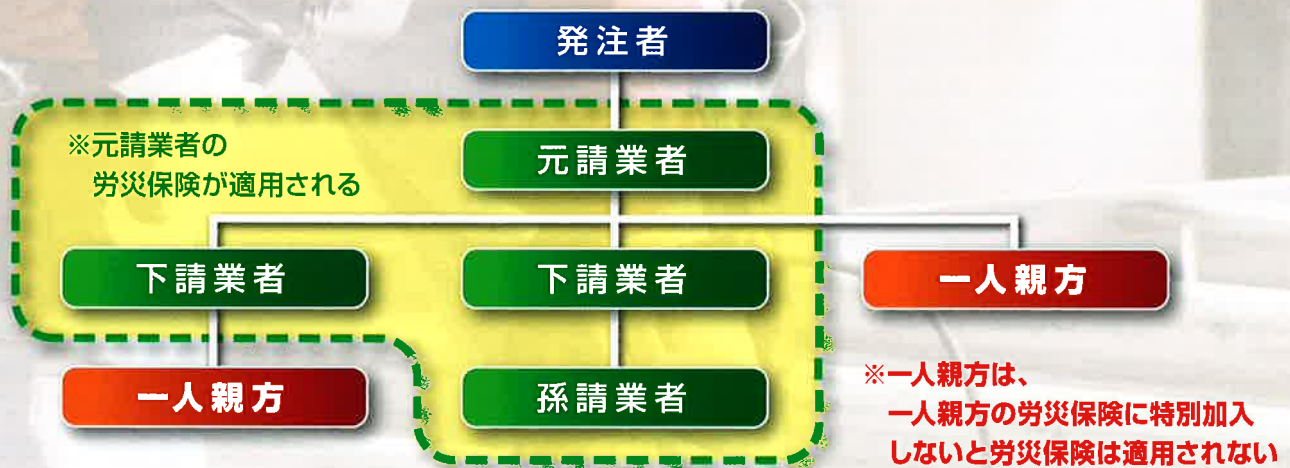 発注者
※元請業者の
労災保険が適用される
元請業者
下請業者
下請業者
一人親方
一人親方
孫請業者
※一人親方は、
一人親方の労災保険に特別加入
しないと労災保険は適用されない